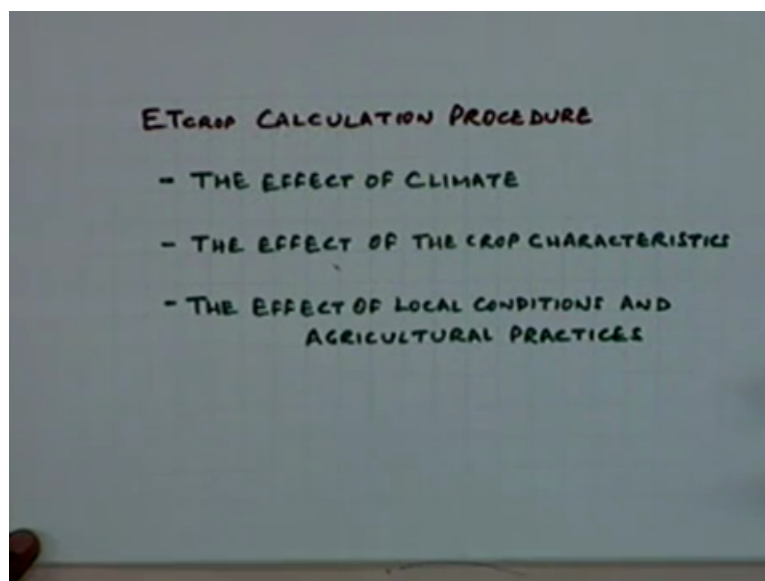 ETCROP CALCULATION PROCEDURE
- THE EFFECT OF CLIMATE
- THE EFFECT OF THE CROP CHARACTERISTICS
- THE EFFECT OF LOCAL CONDITIONS AND
AGRICULTURAL PRACTICES